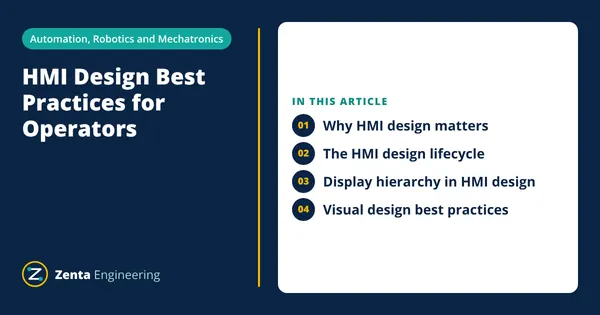 Automation, Robotics and Mechatronics
HMI Design Best
Practices for
Operators
Zenta Engineering
IN THIS ARTICLE
01 Why HMI design matters
02 The HMI design lifecycle
03 Display hierarchy in HMI design
04 Visual design best practices